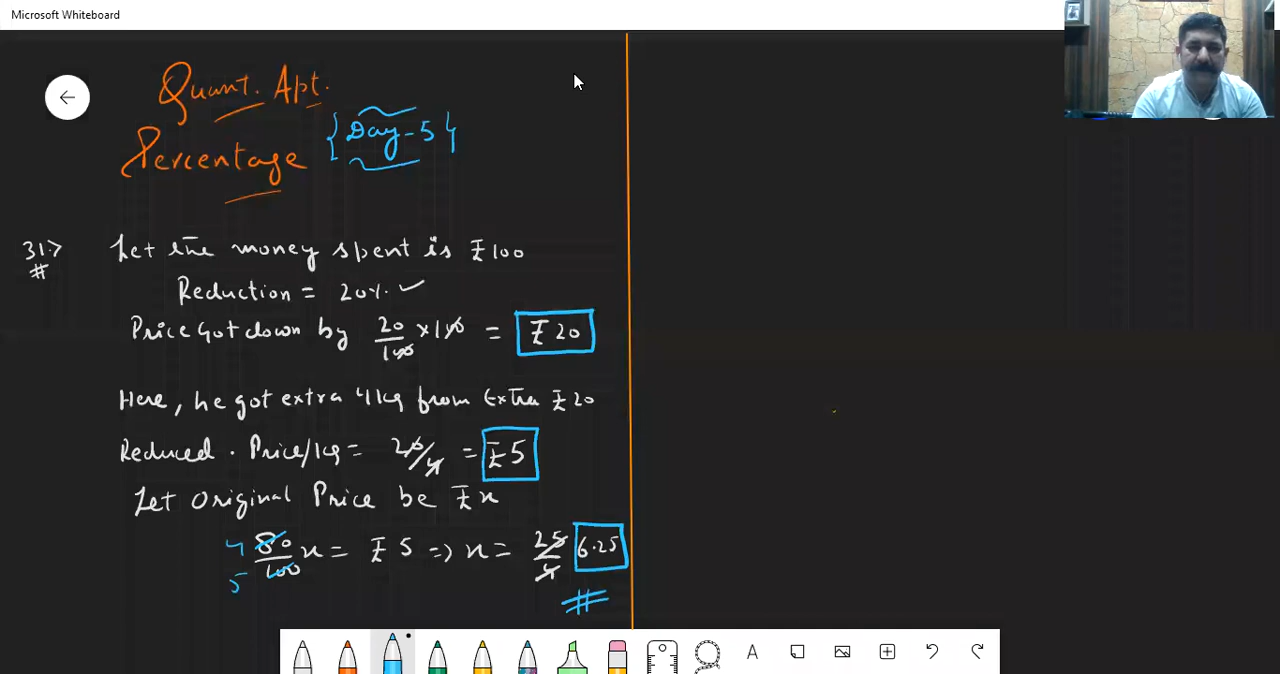 Microsoft Whiteboard
Quant. Apt.
Percentage {Day-5}
31.> Let the money spent is ₹100
#
Reduction = 20%. ✓
Price Got down by 20/100 × 100 = ₹20
Here, he got extra 4kg from Extra ₹20
Reduced. Price/kg = 20/4 = ₹5
Let Original Price be ₹x
4 80/100 x = ₹5 => x = 25/4 6.25
5
#
A